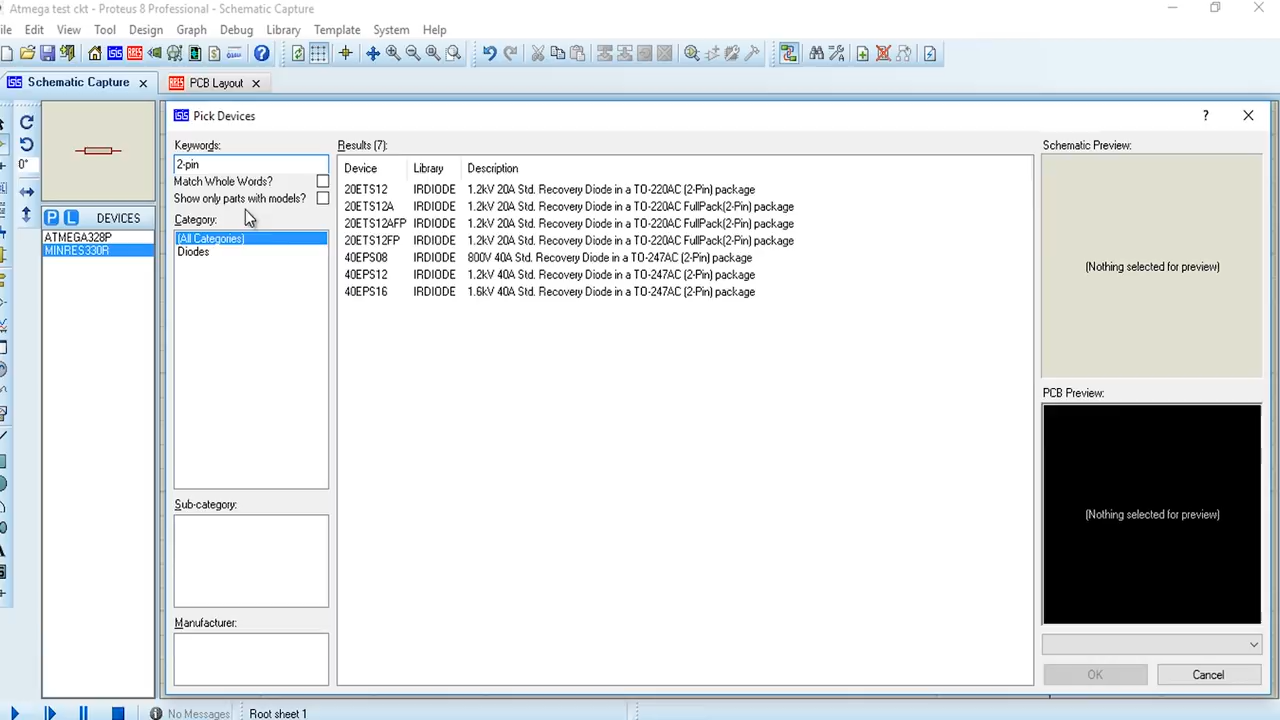 Atmega test ckt - Proteus 8 Professional - Schematic Capture
ile Edit View Tool Design Graph Debug Library Template System Help
Schematic Capture
PCB Layout
Pick Devices
Keywords:
2-pin
Match Whole Words?
Show only parts with models?
Category:
(All Categories)
Diodes
Sub-category:
Manufacturer:
0°
P L DEVICES
ATMEGA328P
MINRES330R
Results (7):
Device Library Description
20ETS12 IRDIODE 1.2kV 20A Std. Recovery Diode in a TO-220AC (2-Pin) package
20ETS12A IRDIODE 1.2kV 20A Std. Recovery Diode in a TO-220AC FullPack(2-Pin) package
20ETS12AFP IRDIODE 1.2kV 20A Std. Recovery Diode in a TO-220AC FullPack(2-Pin) package
20ETS12FP IRDIODE 1.2kV 20A Std. Recovery Diode in a TO-220AC FullPack(2-Pin) package
40EPS08 IRDIODE 800V 40A Std. Recovery Diode in a TO-247AC (2-Pin) package
40EPS12 IRDIODE 1.2kV 40A Std. Recovery Diode in a TO-247AC (2-Pin) package
40EPS16 IRDIODE 1.6kV 40A Std. Recovery Diode in a TO-247AC (2-Pin) package
Schematic Preview:
(Nothing selected for preview)
PCB Preview:
(Nothing selected for preview)
OK Cancel
No Messages Root sheet 1